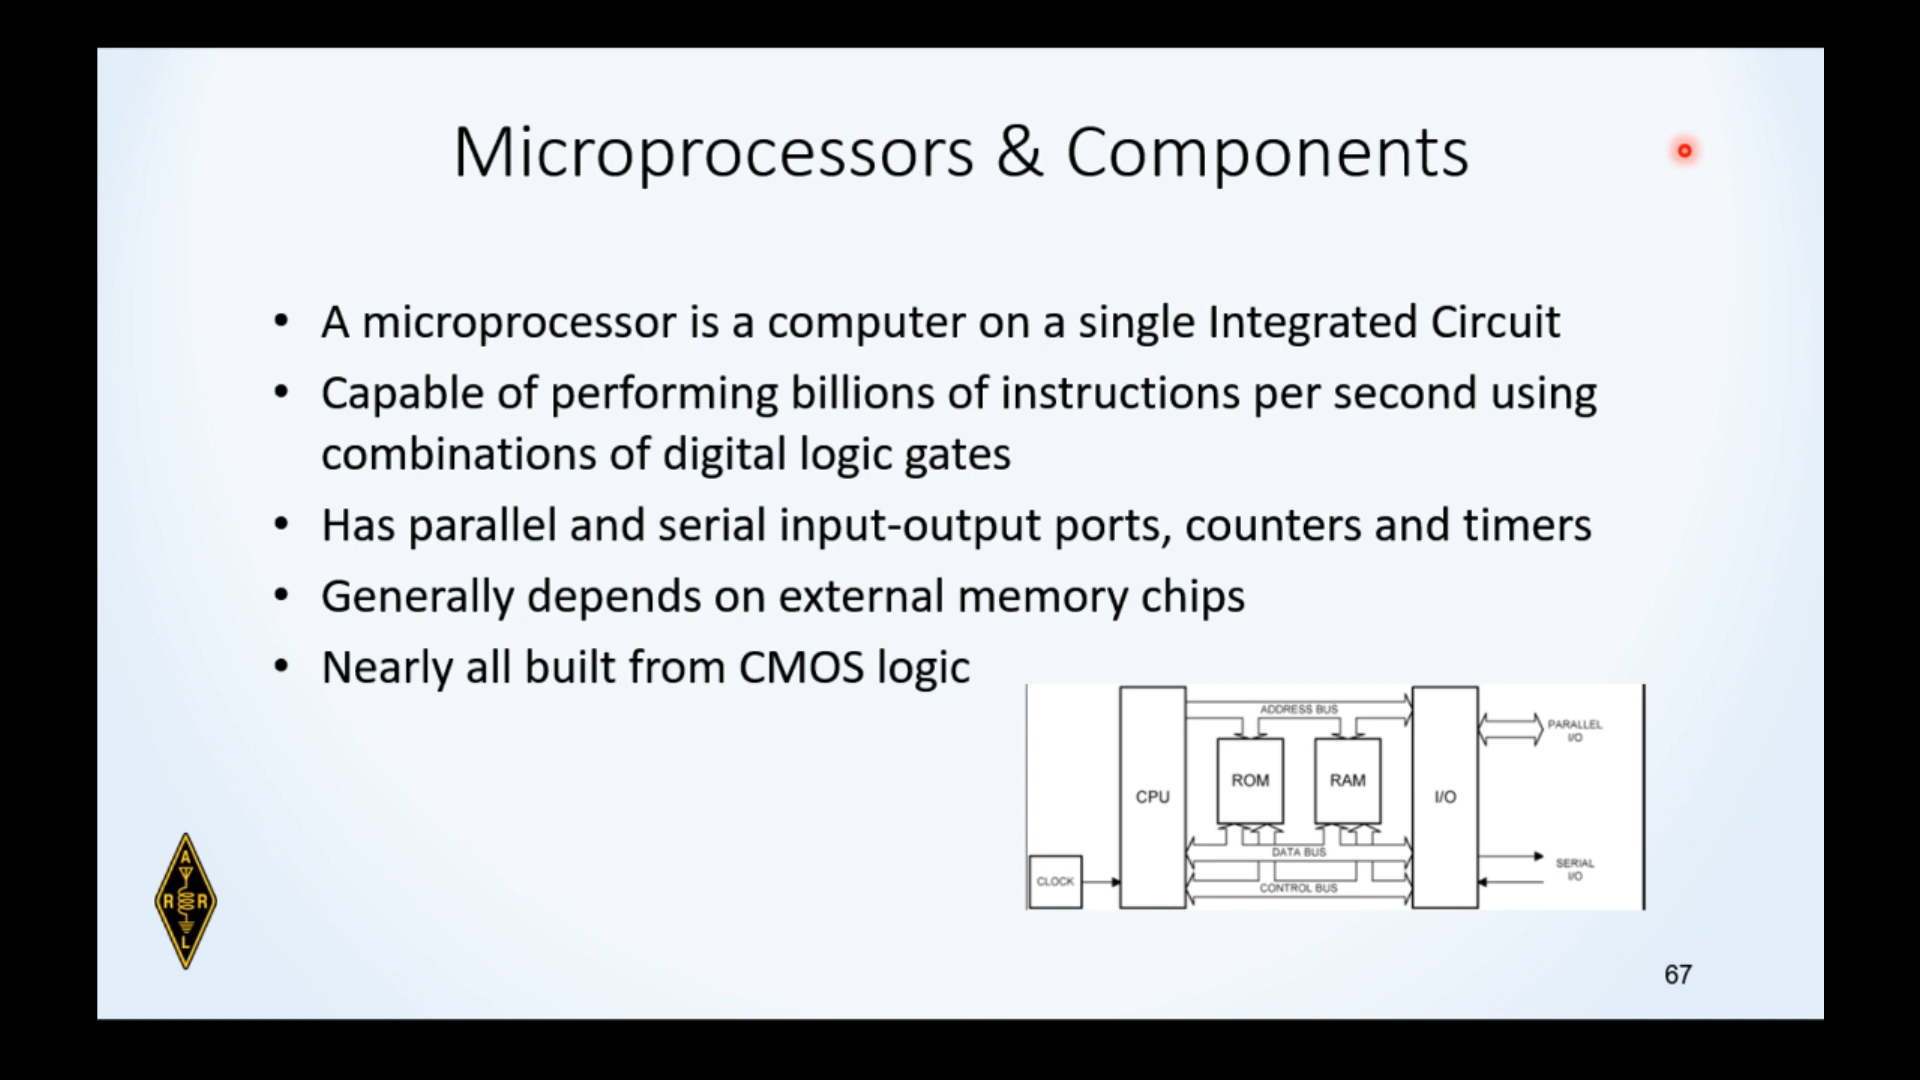 Microprocessors & Components
• A microprocessor is a computer on a single Integrated Circuit
• Capable of performing billions of instructions per second using
combinations of digital logic gates
• Has parallel and serial input-output ports, counters and timers
• Generally depends on external memory chips
• Nearly all built from CMOS logic
ADDRESS BUS
PARALLEL
I/O
ROM
RAM
CPU
I/O
DATA BUS
SERIAL
I/O
CLOCK
CONTROL BUS
A
R R
L
67